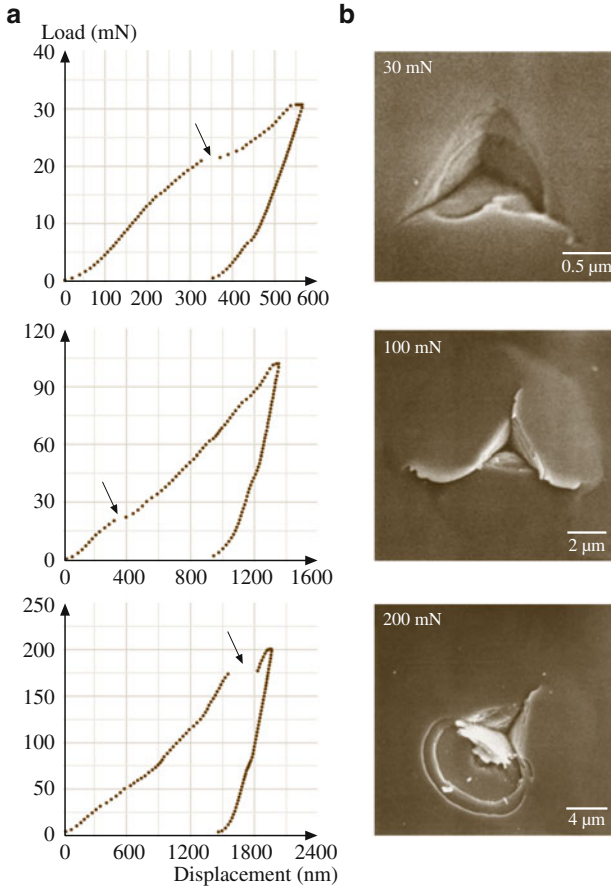 a
b
Load (mN)
40
30
20
10
0
0 100 200 300 400 500 600
30 mN
0.5 µm
120
90
60
30
0
0 400 800 1200 1600
100 mN
2 µm
250
200
150
100
75
50
0
0 600 1200 1800 2400
Displacement (nm)
200 mN
4 µm